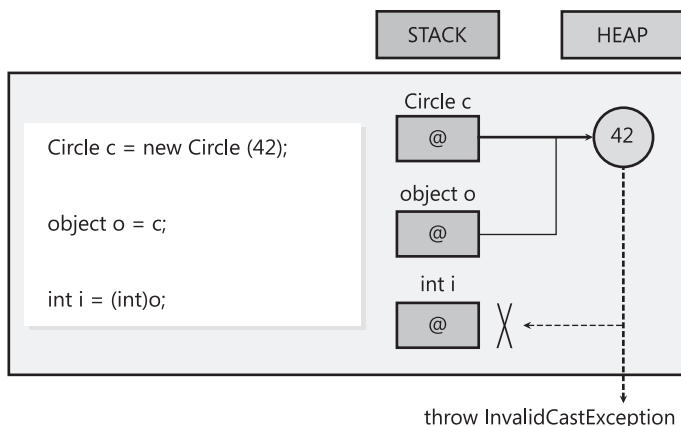 STACK
HEAP
Circle c
Circle c = new Circle (42);
@
42
object o
object o = c;
@
int i
int i = (int)o;
@
throw InvalidCastException